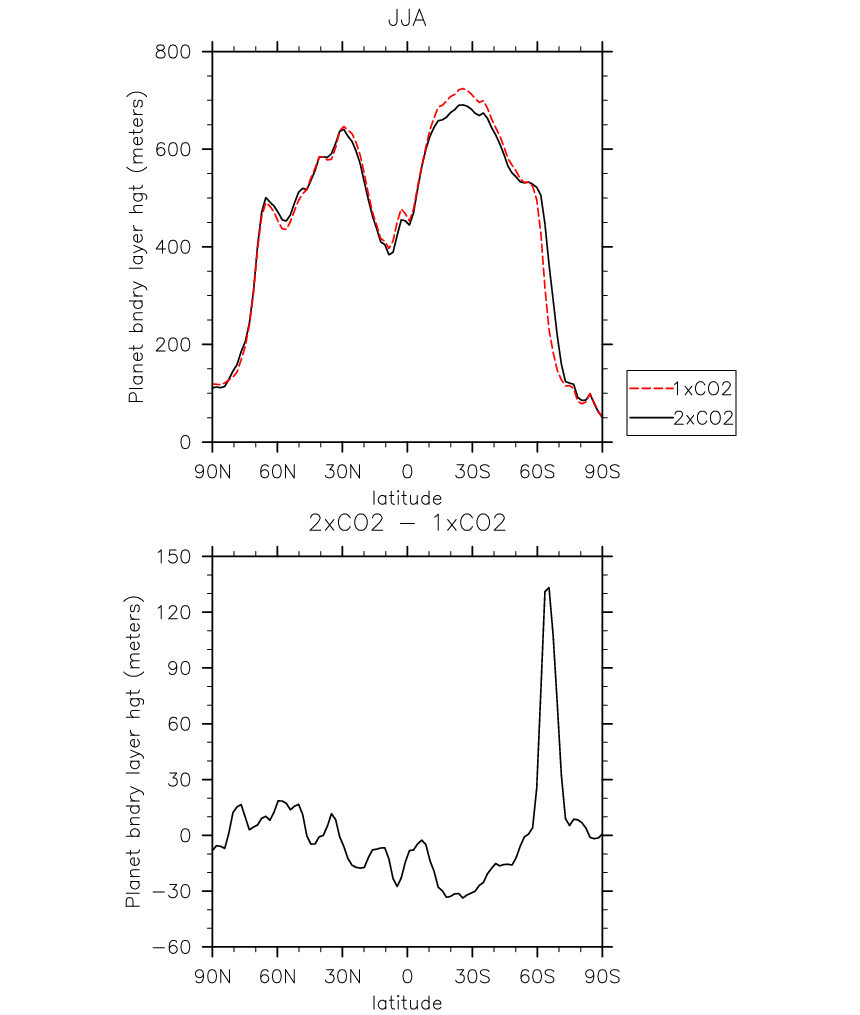 JJA
800
600
400
200
0
Planet bndry layer hgt (meters)
90N 60N 30N 0 30S 60S 90S
latitude
1xCO2
2xCO2
2xCO2 − 1xCO2
150
120
90
60
30
0
−30
−60
Planet bndry layer hgt (meters)
90N 60N 30N 0 30S 60S 90S
latitude